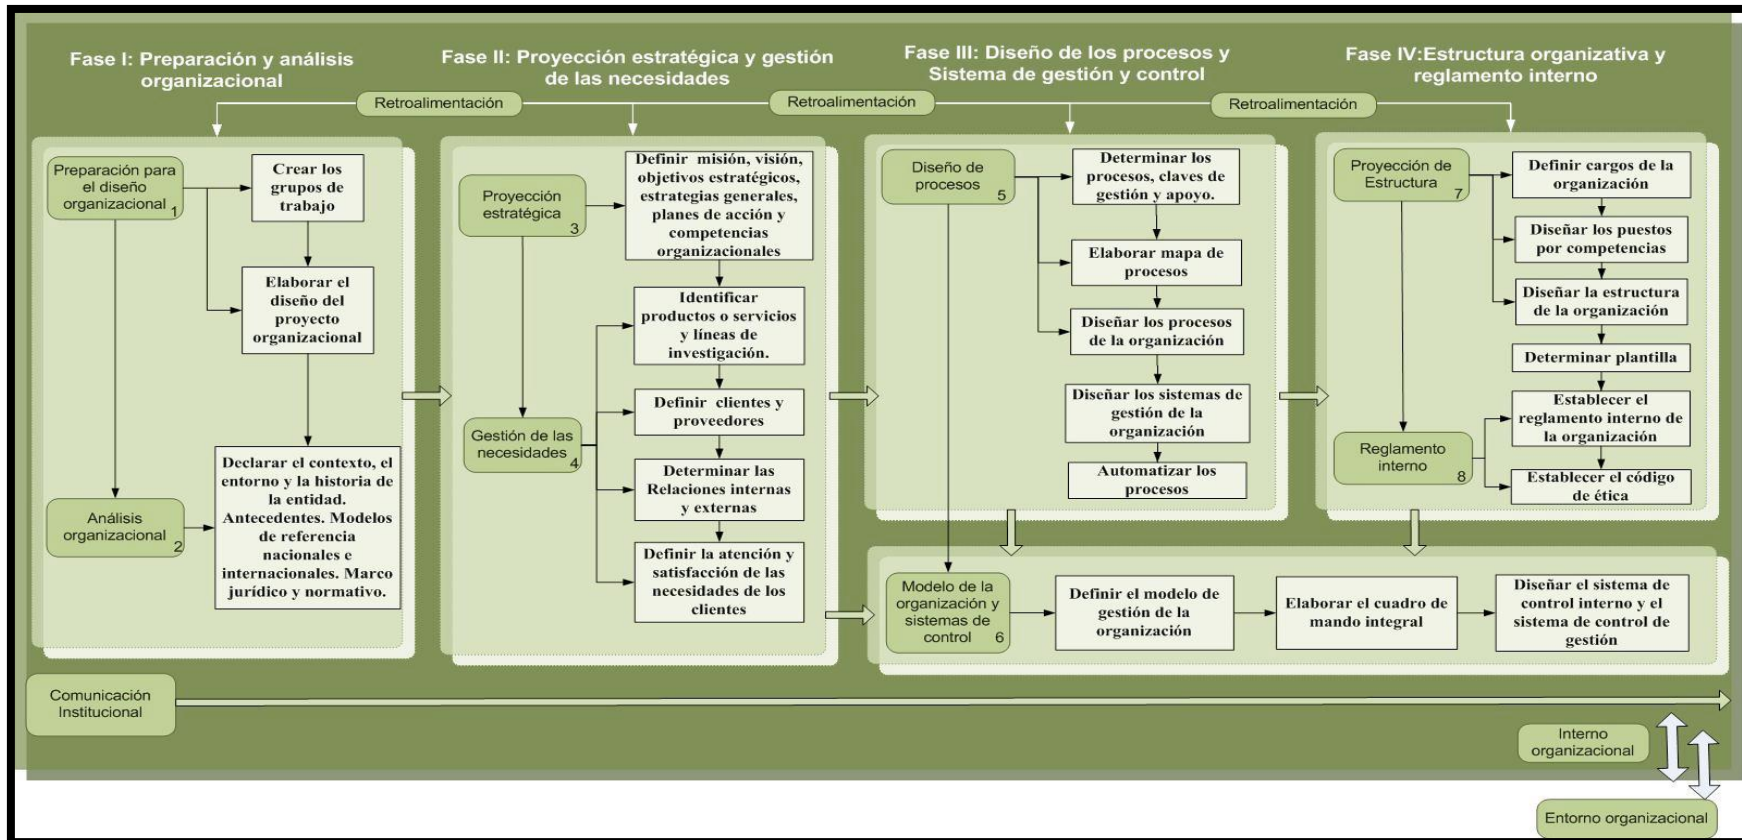 Fase I: Preparación y análisis
organizacional
Fase II: Proyección estratégica y gestión
de las necesidades
Fase III: Diseño de los procesos y
Sistema de gestión y control
Fase IV:Estructura organizativa y
reglamento interno
Retroalimentación
Retroalimentación
Retroalimentación
Preparación para
el diseño
organizacional
1
Crear los
grupos de
trabajo
Elaborar el
diseño del
proyecto
organizacional
Análisis
organizacional
2
Declarar el contexto, el
entorno y la historia de
la entidad.
Antecedentes. Modelos
de referencia
nacionales e
internacionales. Marco
jurídico y normativo.
Proyección
estratégica
3
Definir misión, visión,
objetivos estratégicos,
estrategias generales,
planes de acción y
competencias
organizacionales
Identificar
productos o servicios
y líneas de
investigación.
Gestión de las
necesidades
4
Definir clientes y
proveedores
Determinar las
Relaciones internas
y externas
Definir la atención y
satisfacción de las
necesidades de los
clientes
Diseño de
procesos
5
Determinar los
procesos, claves de
gestión y apoyo.
Elaborar mapa de
procesos
Diseñar los procesos
de la organización
Diseñar los sistemas de
gestión de la
organización
Automatizar los
procesos
Proyección de
Estructura
7
Definir cargos de la
organización
Diseñar los puestos
por competencias
Diseñar la estructura
de la organización
Determinar plantilla
Reglamento
interno
8
Establecer el
reglamento interno de
la organización
Establecer el código
de ética
Modelo de la
organización y
sistemas de
control
6
Definir el modelo de
gestión de la
organización
Elaborar el cuadro de
mando integral
Diseñar el sistema de
control interno y el
sistema de control de
gestión
Comunicación
Institucional
Interno
organizacional
Entorno organizacional